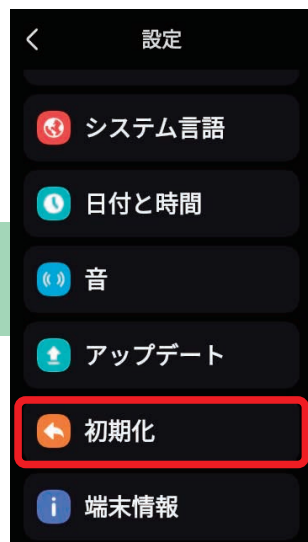 設定
システム言語
日付と時間
音
アップデート
初期化
端末情報